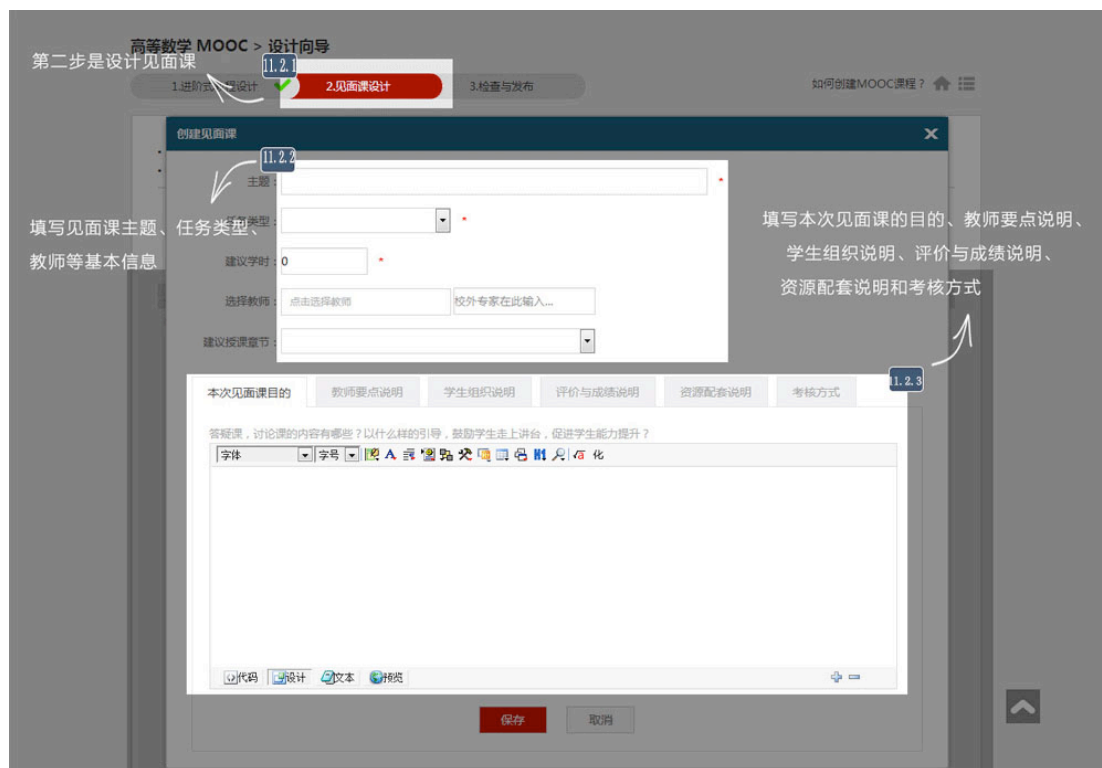 高等数学 MOOC > 设计向导
第二步是设计见面课
11.2.1
2.见面课设计
3.检查与发布
如何创建MOOC课程？
创建见面课
11.2.2
主题：
*
填写见面课主题、任务类型、
教师等基本信息
*
建议学时：
0
*
选择教师：
点击选择教师
校外专家在此输入...
建议授课章节：
填写本次见面课的目的、教师要点说明、
学生组织说明、评价与成绩说明、
资源配套说明和考核方式
11.2.3
本次见面课目的
教师要点说明
学生组织说明
评价与成绩说明
资源配套说明
考核方式
答疑课，讨论课的内容有哪些？以什么样的引导，鼓励学生走上讲台，促进学生能力提升？
字体
字号
代码
设计
文本
预览
保存
取消